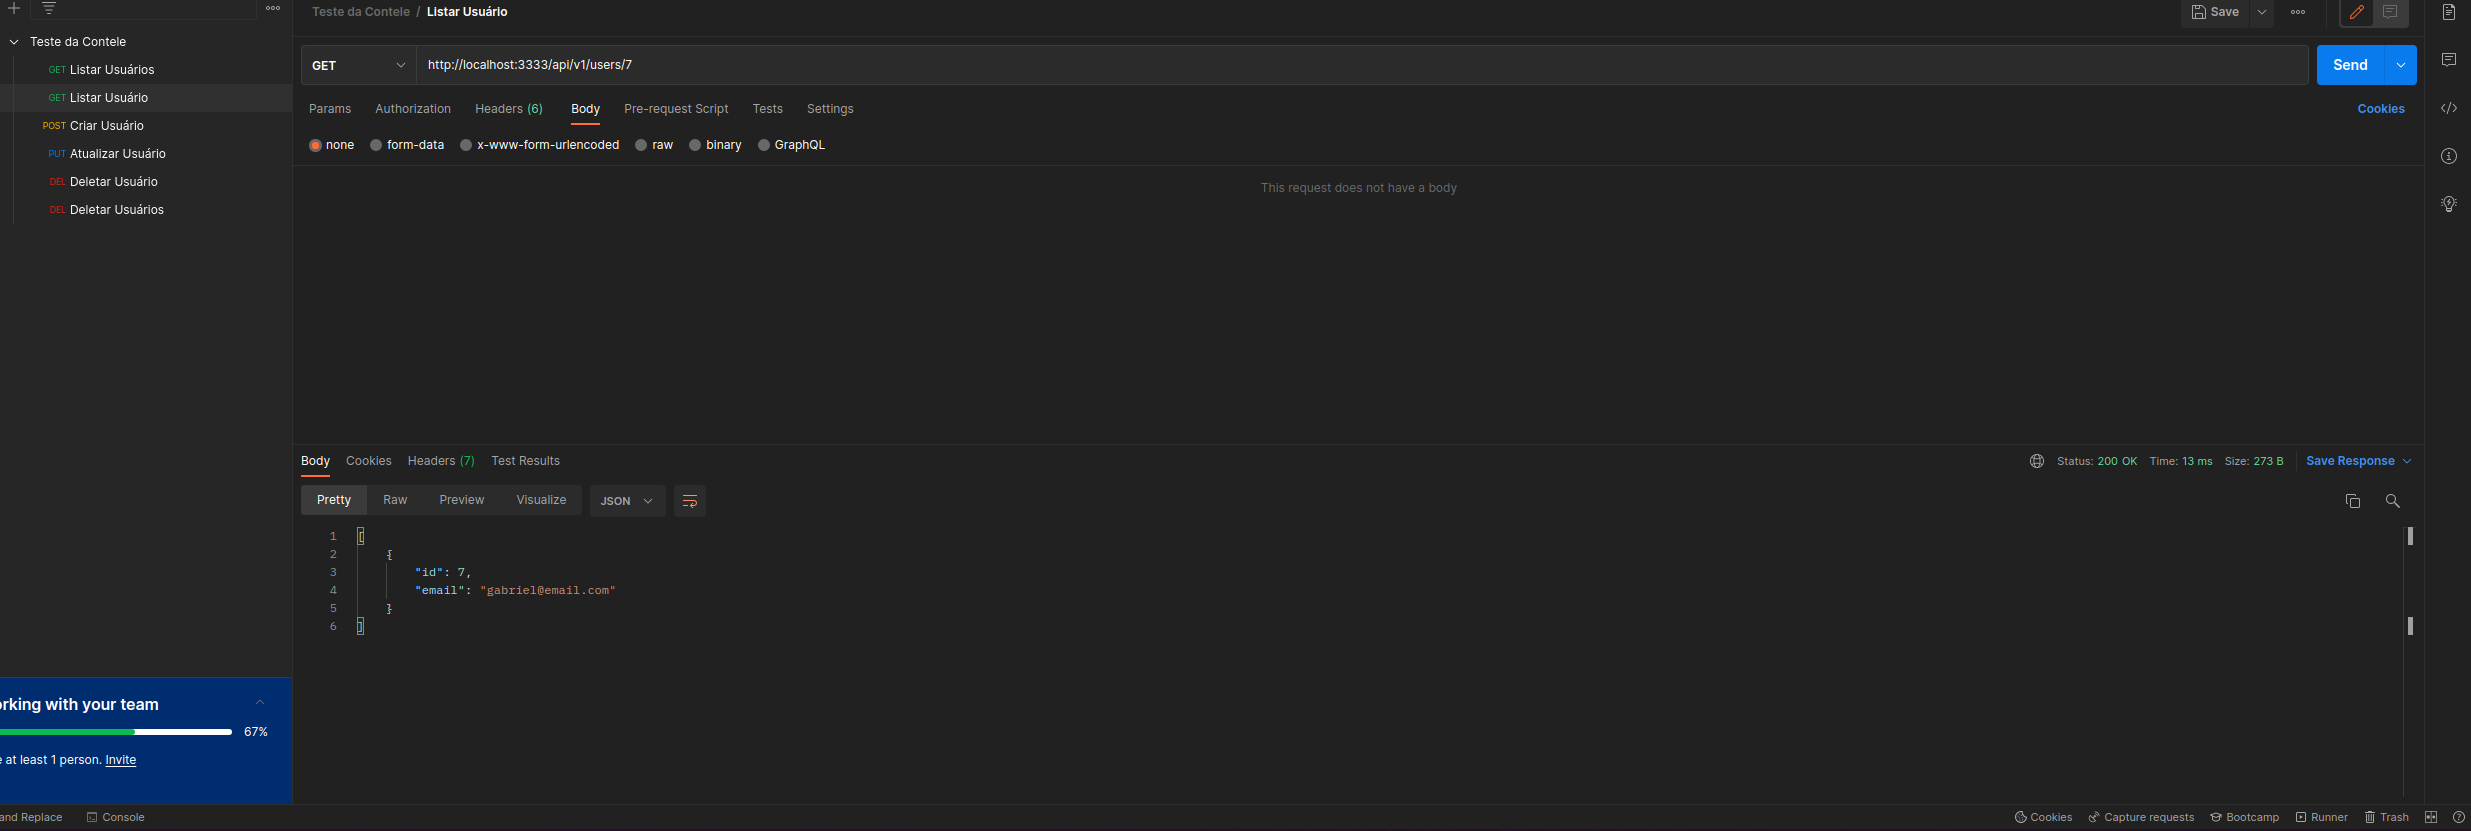 Teste da Contele / Listar Usuário
Save
Teste da Contele
GET Listar Usuários
GET Listar Usuário
POST Criar Usuário
PUT Atualizar Usuário
DEL Deletar Usuário
DEL Deletar Usuários
GET
http://localhost:3333/api/v1/users/7
Send
Params Authorization Headers (6) Body Pre-request Script Tests Settings
Cookies
none form-data x-www-form-urlencoded raw binary GraphQL
This request does not have a body
Body Cookies Headers (7) Test Results
Status: 200 OK Time: 13 ms Size: 273 B Save Response
Pretty Raw Preview Visualize JSON
1 [
2 {
3 "id": 7,
4 "email": "gabriel@email.com"
5 }
6 ]
orking with your team
67%
e at least 1 person. Invite
and Replace Console
Cookies Capture requests Bootcamp Runner Trash